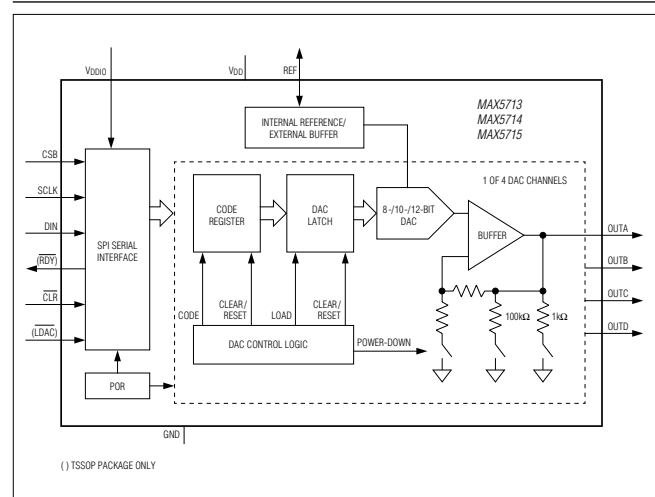 VDDIO
VDD
REF
MAX5713
MAX5714
MAX5715
INTERNAL REFERENCE/
EXTERNAL BUFFER
1 OF 4 DAC CHANNELS
CSB
SCLK
DIN
(RDY)
CLR
(LDAC)
SPI SERIAL
INTERFACE
CODE
REGISTER
DAC
LATCH
8-/10-/12-BIT
DAC
BUFFER
OUTA
OUTB
OUTC
OUTD
CODE
CLEAR/
RESET
LOAD
CLEAR/
RESET
100kΩ
1kΩ
DAC CONTROL LOGIC
POWER-DOWN
POR
GND
( ) TSSOP PACKAGE ONLY